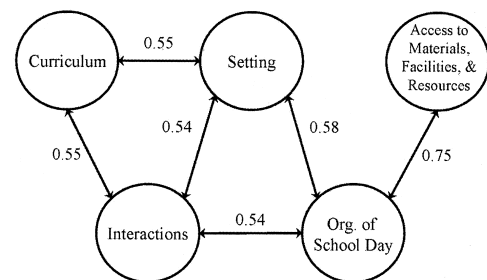 Curriculum
0.55
Setting
Access to
Materials,
Facilities, &
Resources
0.55
0.54
0.58
0.75
Interactions
0.54
Org. of
School Day